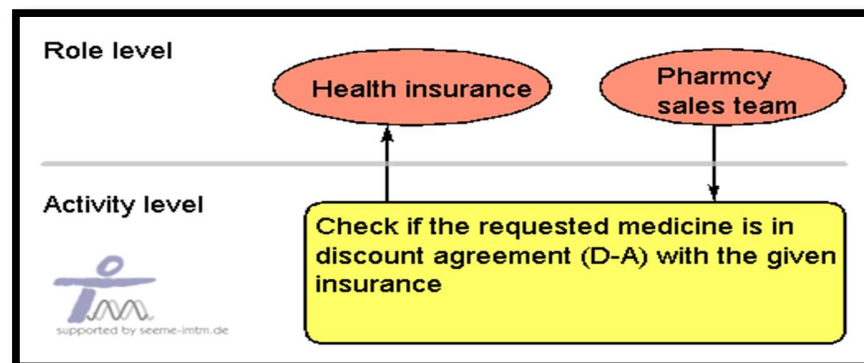 Role level
Health insurance
Pharmcy
sales team
Activity level
Check if the requested medicine is in
discount agreement (D-A) with the given
insurance
supported by seeme-imtm.de